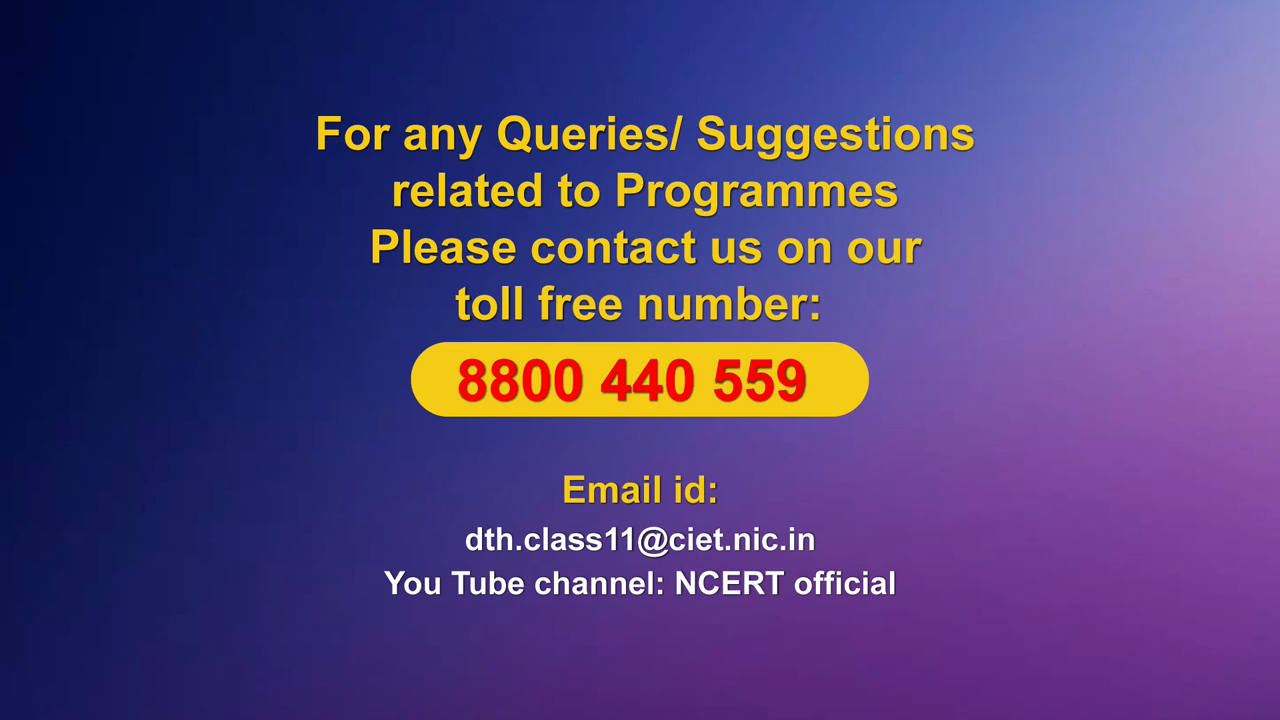 For any Queries/ Suggestions
related to Programmes
Please contact us on our
toll free number:
8800 440 559
Email id:
dth.class11@ciet.nic.in
You Tube channel: NCERT official